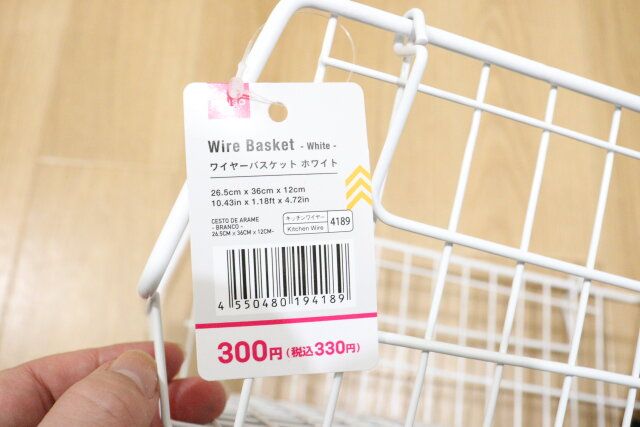 Wire Basket - White -
ワイヤーバスケット ホワイト
26.5cm x 36cm x 12cm
10.43in x 1.18ft x 4.72in
CESTO DE ARAME
- BRANCO -
26.5CM x 36CM x 12CM-
キッチンワイヤー
Kitchen Wire
4189
4 550480 194189
300円(税込330円)